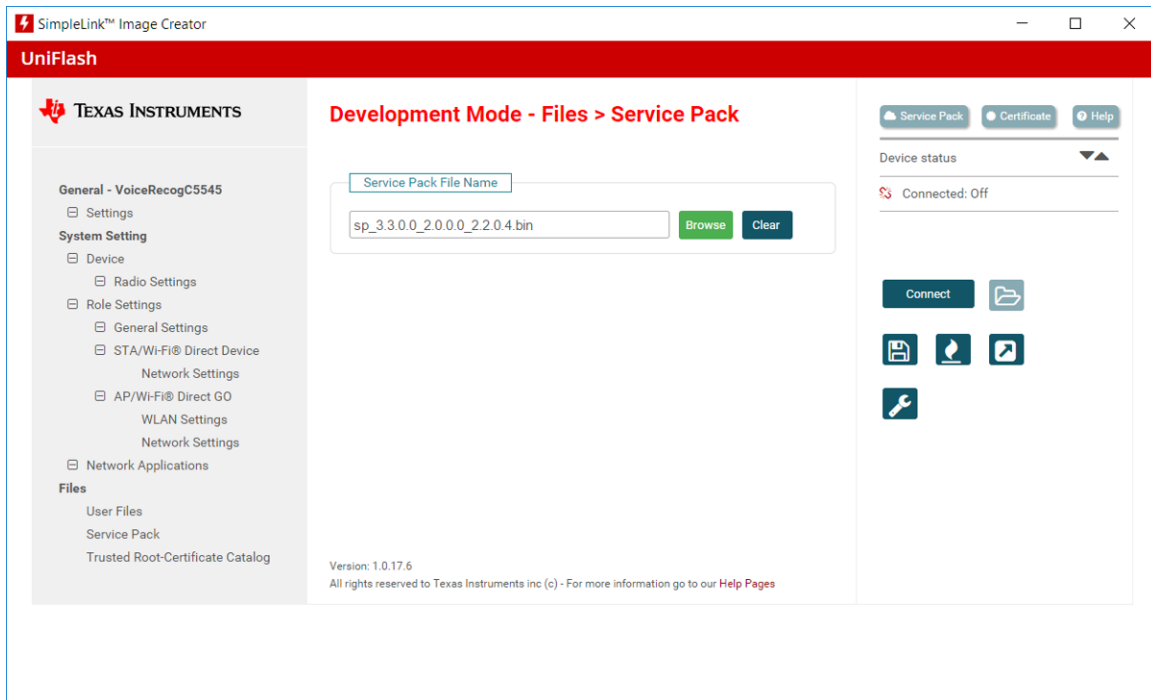 SimpleLink™ Image Creator
UniFlash
TEXAS INSTRUMENTS
General - VoiceRecogC5545
Settings
System Setting
Device
Radio Settings
Role Settings
General Settings
STA/Wi-Fi® Direct Device
Network Settings
AP/Wi-Fi® Direct GO
WLAN Settings
Network Settings
Network Applications
Files
User Files
Service Pack
Trusted Root-Certificate Catalog
Development Mode - Files > Service Pack
Service Pack File Name
sp_3.3.0.0_2.0.0.0_2.2.0.4.bin Browse Clear
Version: 1.0.17.6
All rights reserved to Texas Instruments inc (c) - For more information go to our Help Pages
Service Pack Certificate Help
Device status
Connected: Off
Connect